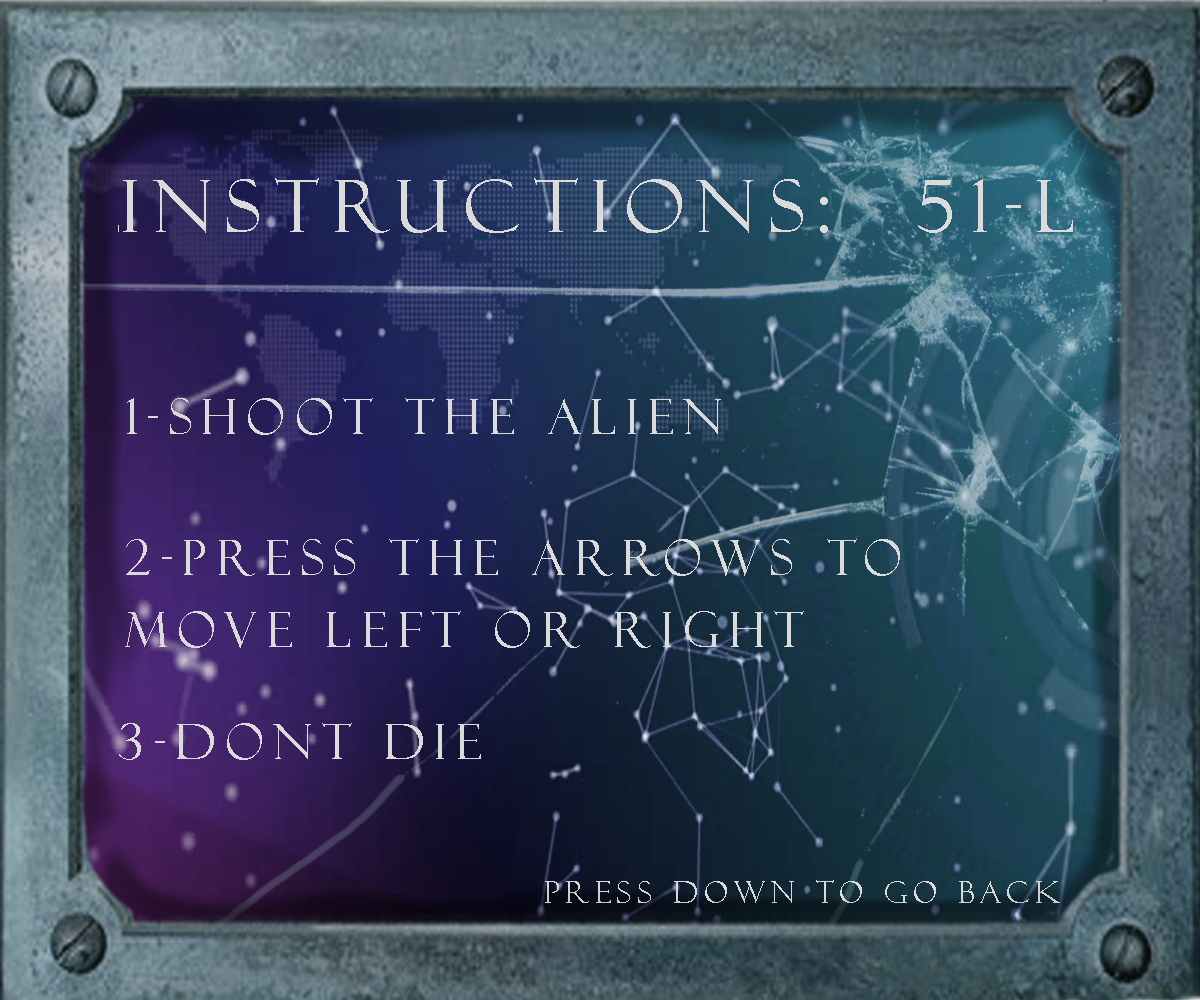 INSTRUCTIONS: 51-L
1-SHOOT THE ALIEN
2-PRESS THE ARROWS TO
MOVE LEFT OR RIGHT
3-DONT DIE
PRESS DOWN TO GO BACK